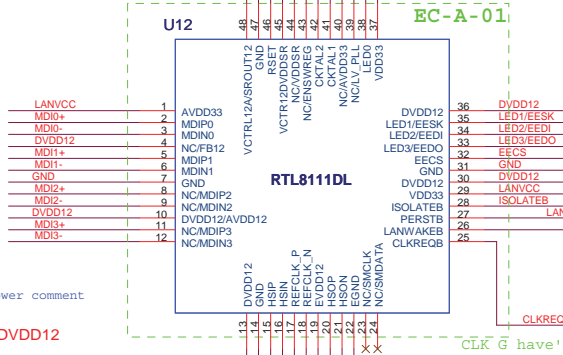 EC-A-01
U12
48 47 46 45 44 43 42 41 40 39 38 37
VCTRL12A/SROUT12
GND
RSET
VCTR12DVDDSR
NC/VDDSR
NC/ENSWREG
CKTAL2
CKTAL1
NC/AVDD33
NC/LV_PLL
LED0
VDD33
LANVCC 1 AVDD33
MDI0+ 2 MDIP0
MDI0- 3 MDIN0
DVDD12 4 NC/FB12
MDI1+ 5 MDIP1
MDI1- 6 MDIN1
GND 7 GND
MDI2+ 8 NC/MDIP2
MDI2- 9 NC/MDIN2
DVDD12 10 DVDD12/AVDD12
MDI3+ 11 NC/MDIP3
MDI3- 12 NC/MDIN3
RTL8111DL
DVDD12 36 DVDD12
LED1/EESK 35 LED1/EESK
LED2/EEDI 34 LED2/EEDI
LED3/EEDO 33 LED3/EEDO
EECS 32 EECS
GND 31 GND
DVDD12 30 DVDD12
VDD33 29 LANVCC
ISOLATEB 28 ISOLATEB
PERSTB 27
LANWAKEB 26
CLKREQB 25
DVDD12
GND
HSIP
HSIN
REFCLK_P
REFCLK_N
EVDD12
HSOP
HSON
EGND
NC/SMCLK
NC/SMDATA
13 14 15 16 17 18 19 20 21 22 23 24
wer comment
DVDD12
CLKREQ
CLK G have'